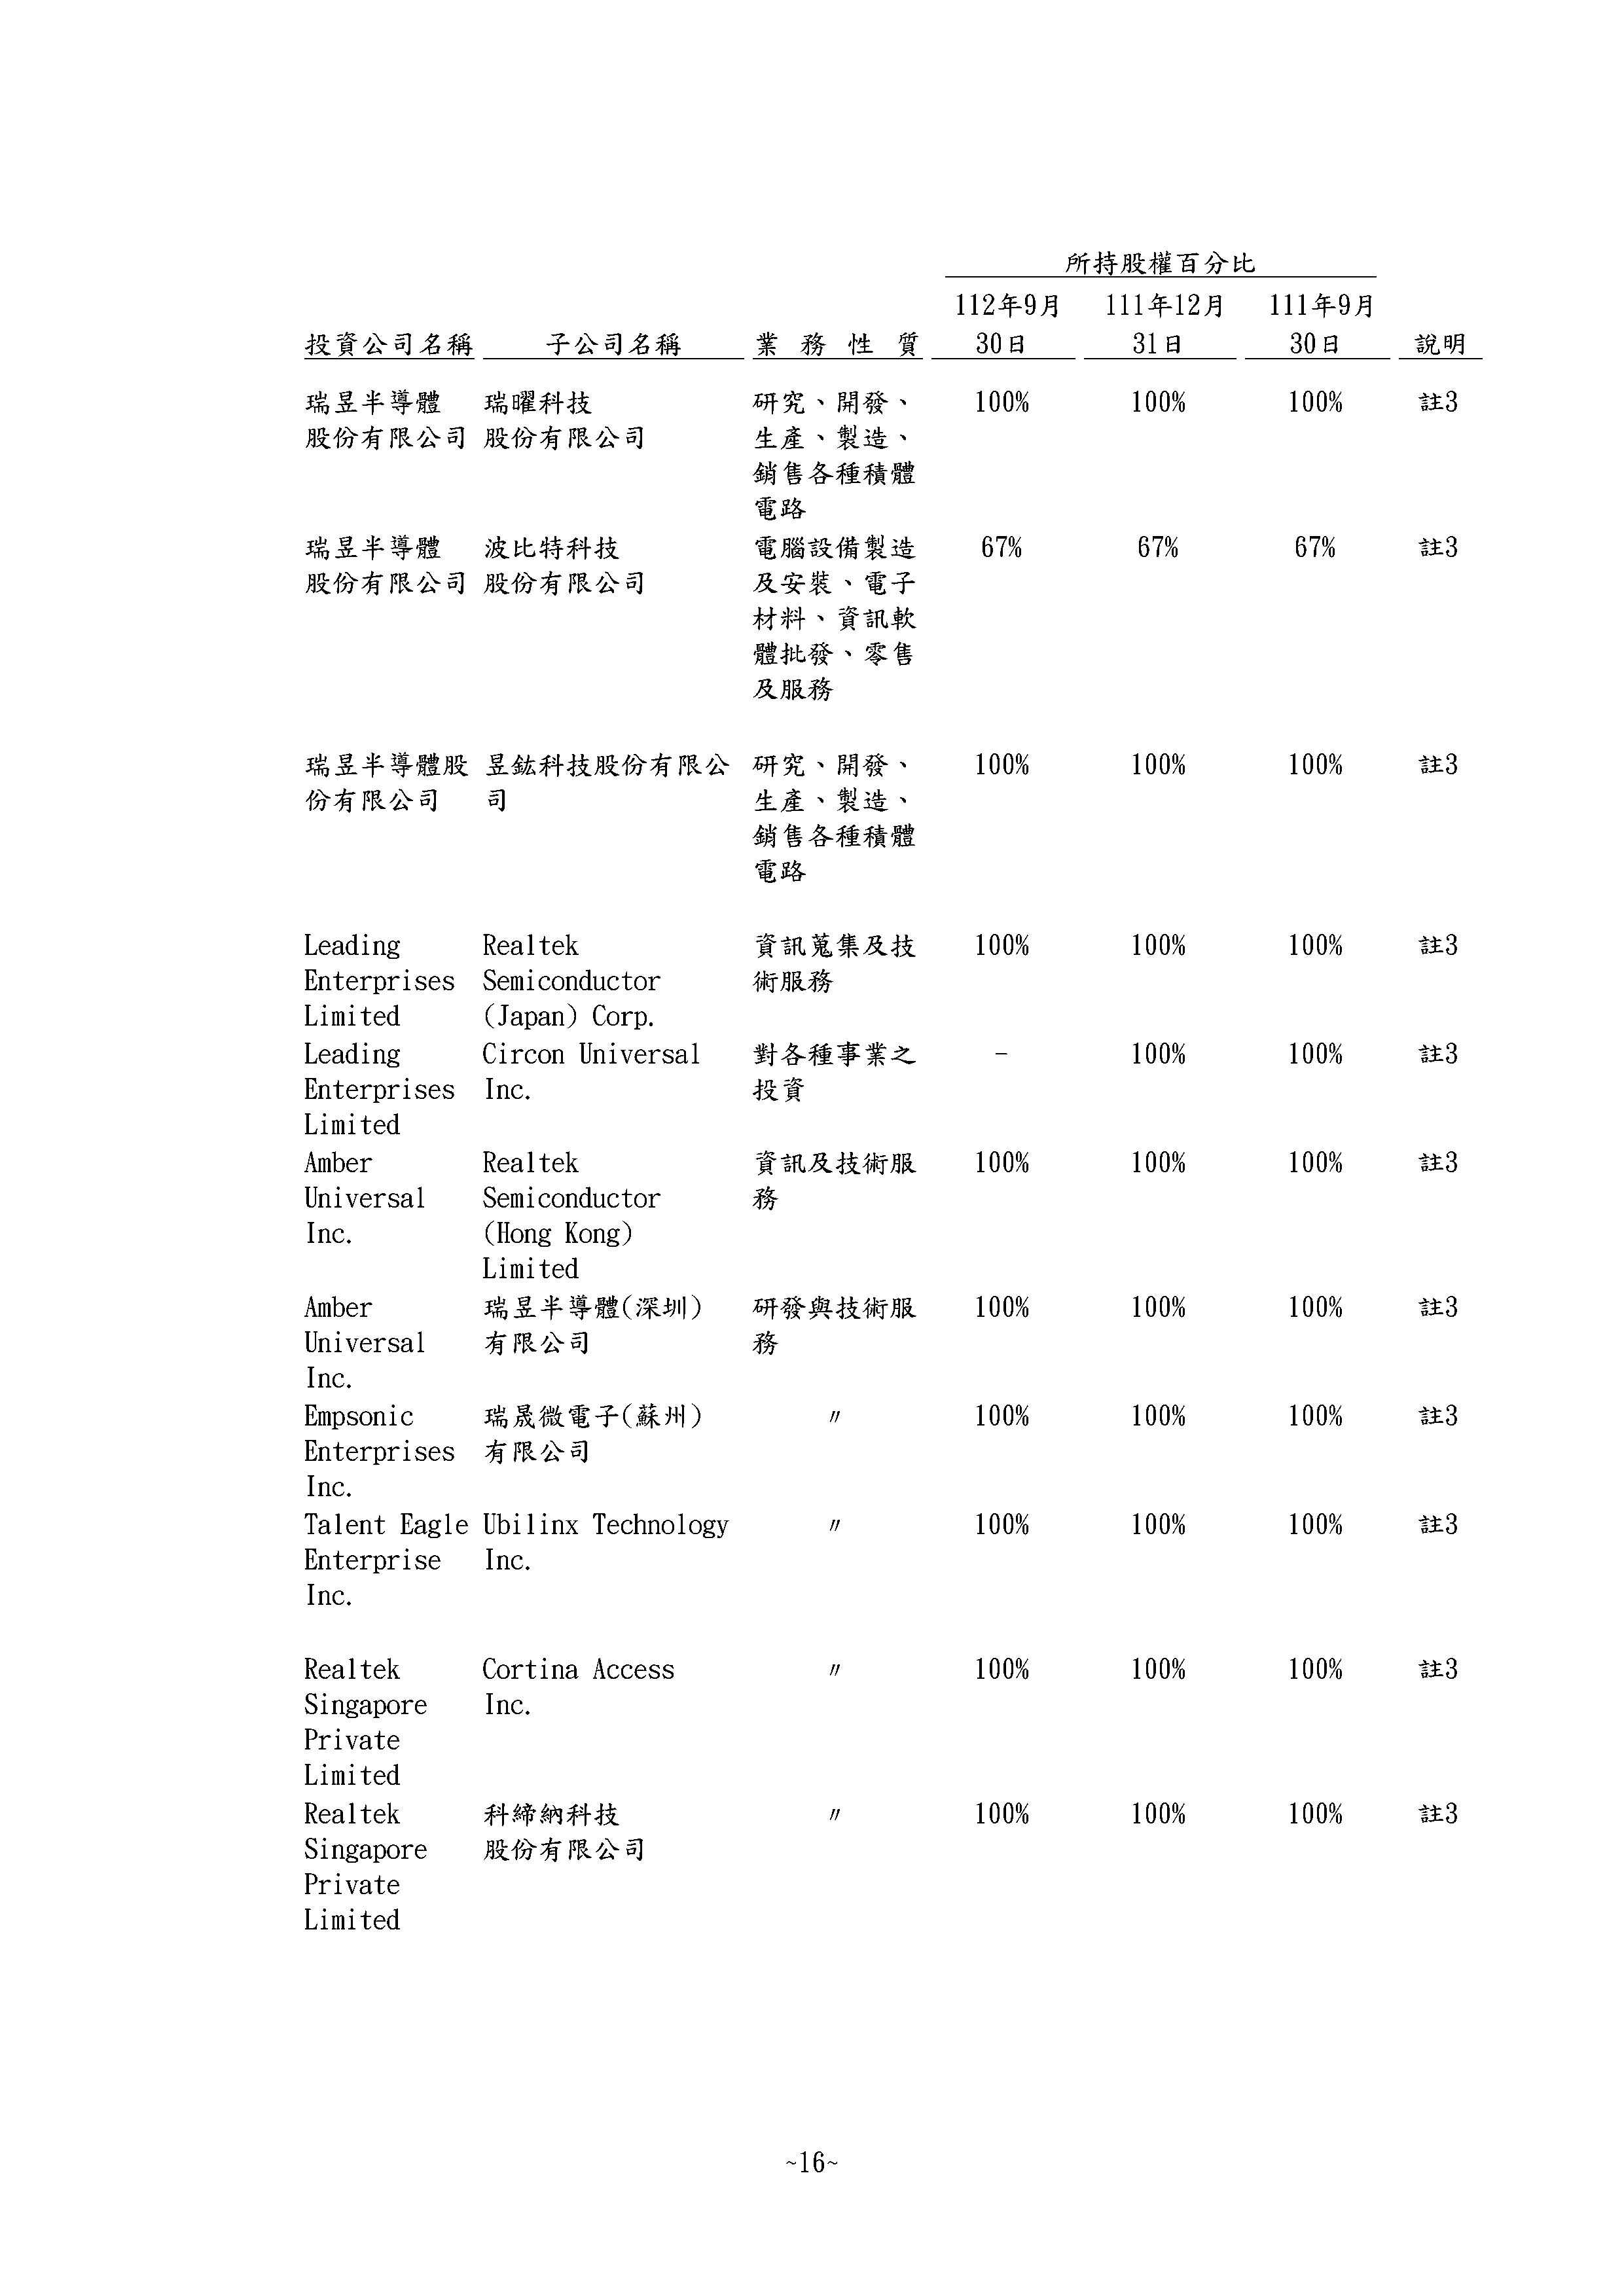 所持股權百分比
112年9月 111年12月 111年9月
投資公司名稱 子公司名稱 業務性質 30日 31日 30日 說明
瑞昱半導體 瑞曜科技 研究、開發、 100% 100% 100% 註3
股份有限公司 股份有限公司 生產、製造、
銷售各種積體
電路
瑞昱半導體 波比特科技 電腦設備製造 67% 67% 67% 註3
股份有限公司 股份有限公司 及安裝、電子
材料、資訊軟
體批發、零售
及服務
瑞昱半導體股 昱鈜科技股份有限公 研究、開發、 100% 100% 100% 註3
份有限公司 司 生產、製造、
銷售各種積體
電路
Leading Realtek 資訊蒐集及技 100% 100% 100% 註3
Enterprises Semiconductor 術服務
Limited (Japan) Corp.
Leading Circon Universal 對各種事業之 - 100% 100% 註3
Enterprises Inc. 投資
Limited
Amber Realtek 資訊及技術服 100% 100% 100% 註3
Universal Semiconductor 務
Inc. (Hong Kong)
Limited
Amber 瑞昱半導體(深圳) 研發與技術服 100% 100% 100% 註3
Universal 有限公司 務
Inc.
Empsonic 瑞晟微電子(蘇州) 〃 100% 100% 100% 註3
Enterprises 有限公司
Inc.
Talent Eagle Ubilinx Technology 〃 100% 100% 100% 註3
Enterprise Inc.
Inc.
Realtek Cortina Access 〃 100% 100% 100% 註3
Singapore Inc.
Private
Limited
Realtek 科締納科技 〃 100% 100% 100% 註3
Singapore 股份有限公司
Private
Limited
~16~